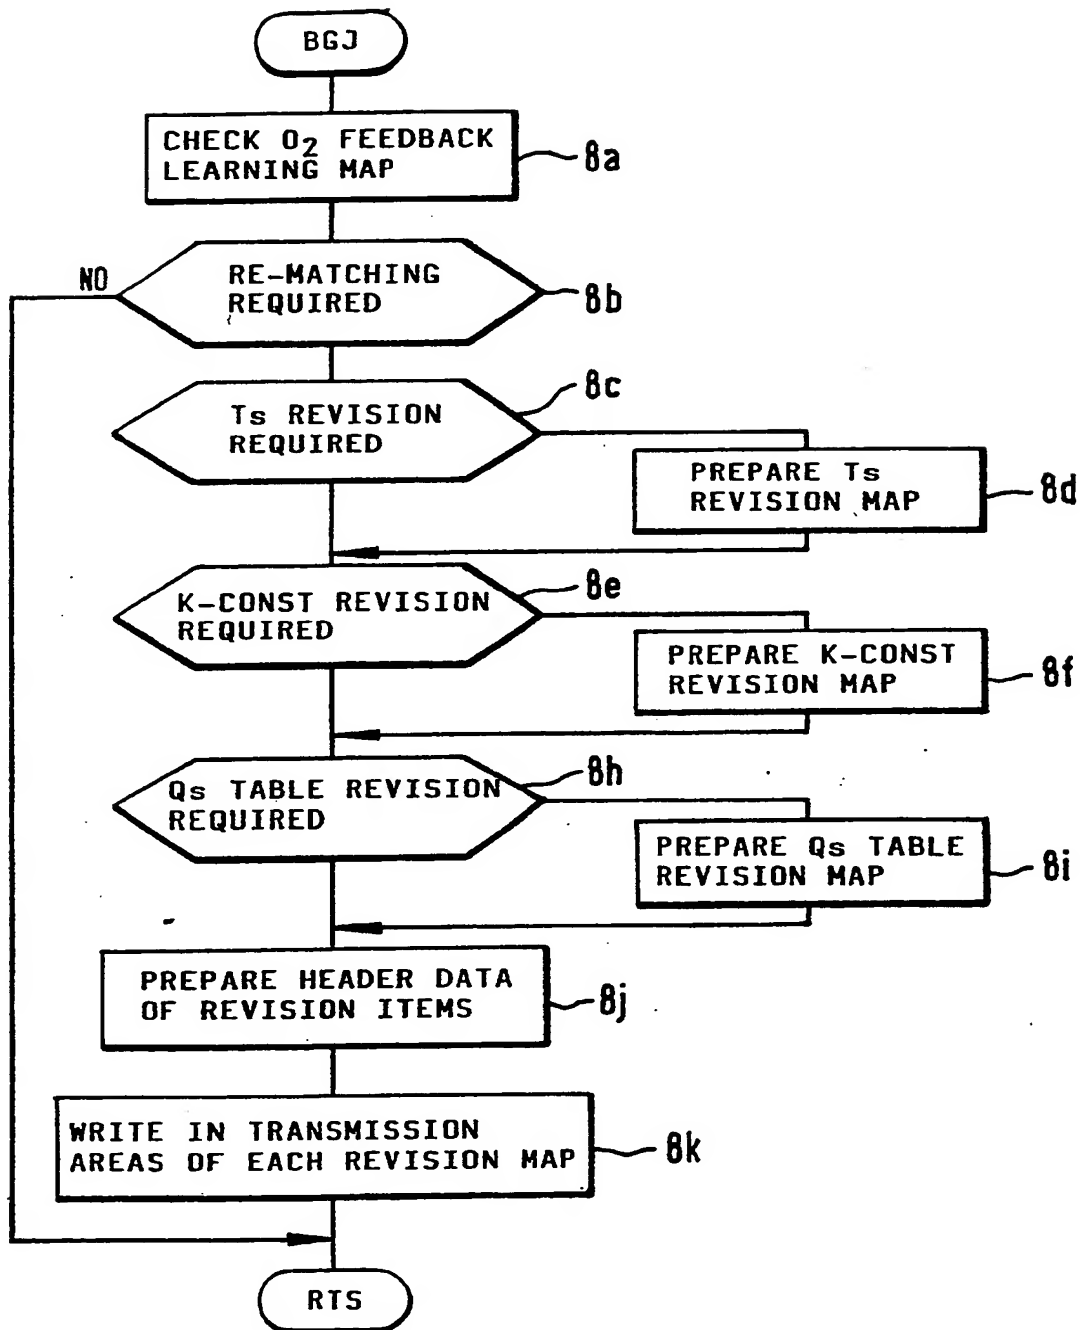 BGJ
CHECK O2 FEEDBACK
LEARNING MAP
8a
NO
RE-MATCHING
REQUIRED
8b
8c
Ts REVISION
REQUIRED
PREPARE Ts
REVISION MAP
8d
8e
K-CONST REVISION
REQUIRED
PREPARE K-CONST
REVISION MAP
8f
8h
Qs TABLE REVISION
REQUIRED
PREPARE Qs TABLE
REVISION MAP
8i
PREPARE HEADER DATA
OF REVISION ITEMS
8j
WRITE IN TRANSMISSION
AREAS OF EACH REVISION MAP
8k
RTS